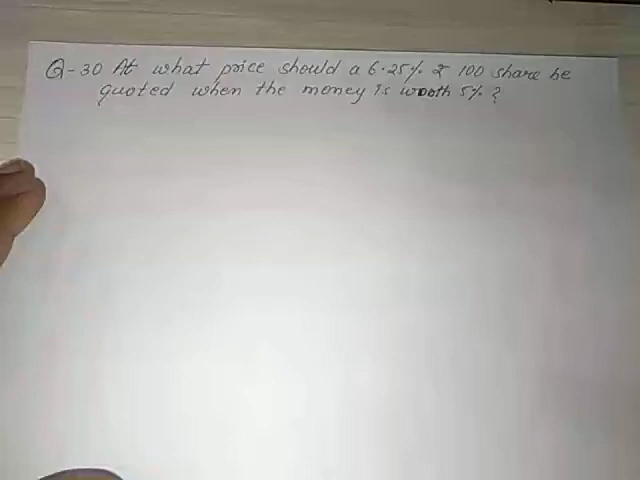 Q-30 At what price should a 6.25% ₹ 100 share be
quoted when the money is worth 5% ?